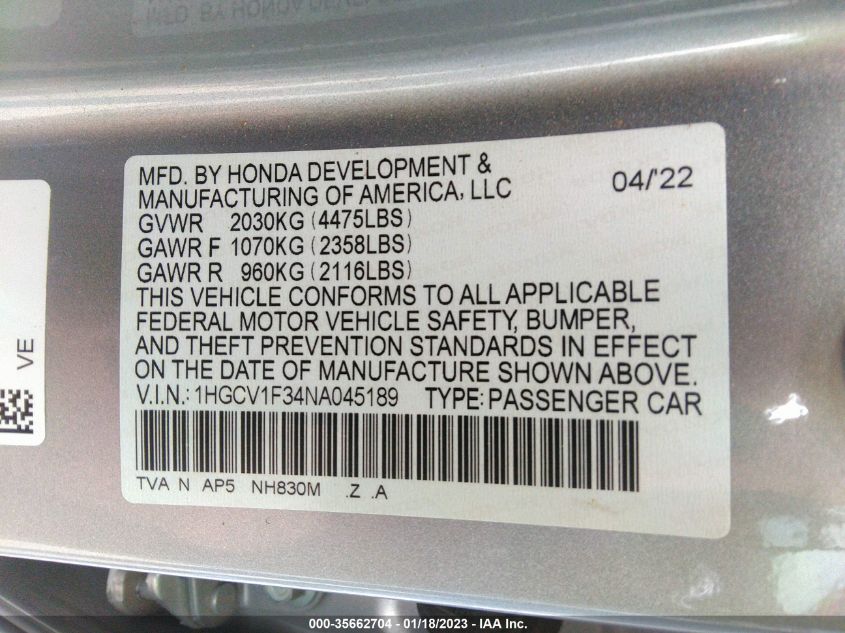 MFD. BY HONDA DEVELOPMENT &
MANUFACTURING OF AMERICA, LLC 04/'22
GVWR 2030KG (4475LBS)
GAWR F 1070KG (2358LBS)
GAWR R 960KG (2116LBS)
THIS VEHICLE CONFORMS TO ALL APPLICABLE
FEDERAL MOTOR VEHICLE SAFETY, BUMPER,
AND THEFT PREVENTION STANDARDS IN EFFECT
ON THE DATE OF MANUFACTURE SHOWN ABOVE.
V.I.N.: 1HGCV1F34NA045189 TYPE: PASSENGER CAR
TVA N AP5 NH830M .Z .A
VE
000-35662704 - 01/18/2023 - IAA Inc.